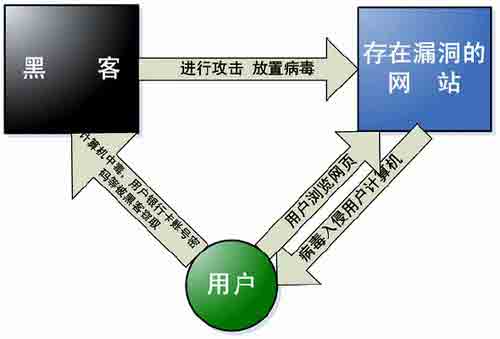 黑 客
进行攻击 放置病毒
存在漏洞的
网 站
计算机中毒，用户银行卡账号密
码等被黑客窃取
用户浏览网页
病毒入侵用户计算机
用户